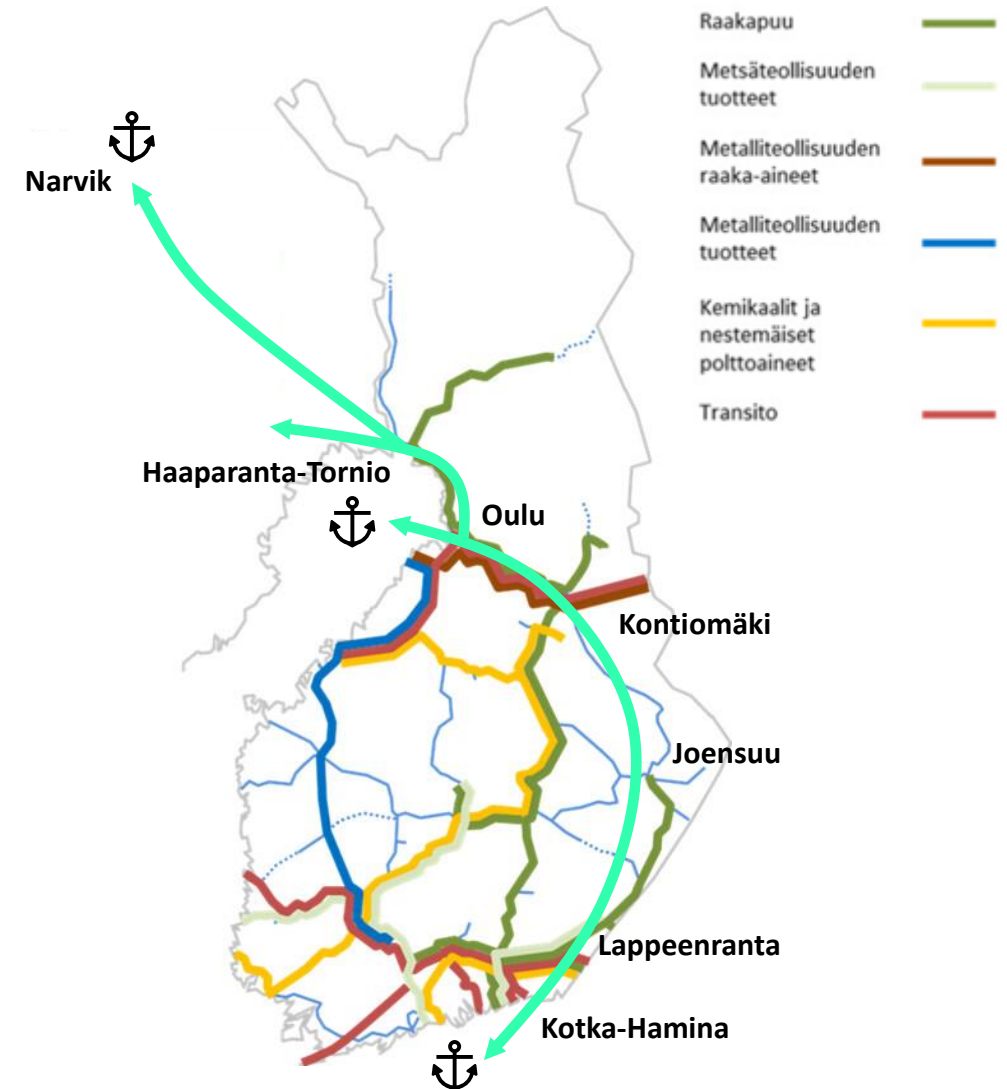 Raakapuu
Metsäteollisuuden
tuotteet
Metalliteollisuuden
raaka-aineet
Metalliteollisuuden
tuotteet
Kemikaalit ja
nestemäiset
polttoaineet
Transito
Narvik
Haaparanta-Tornio
Oulu
Kontiomäki
Joensuu
Lappeenranta
Kotka-Hamina